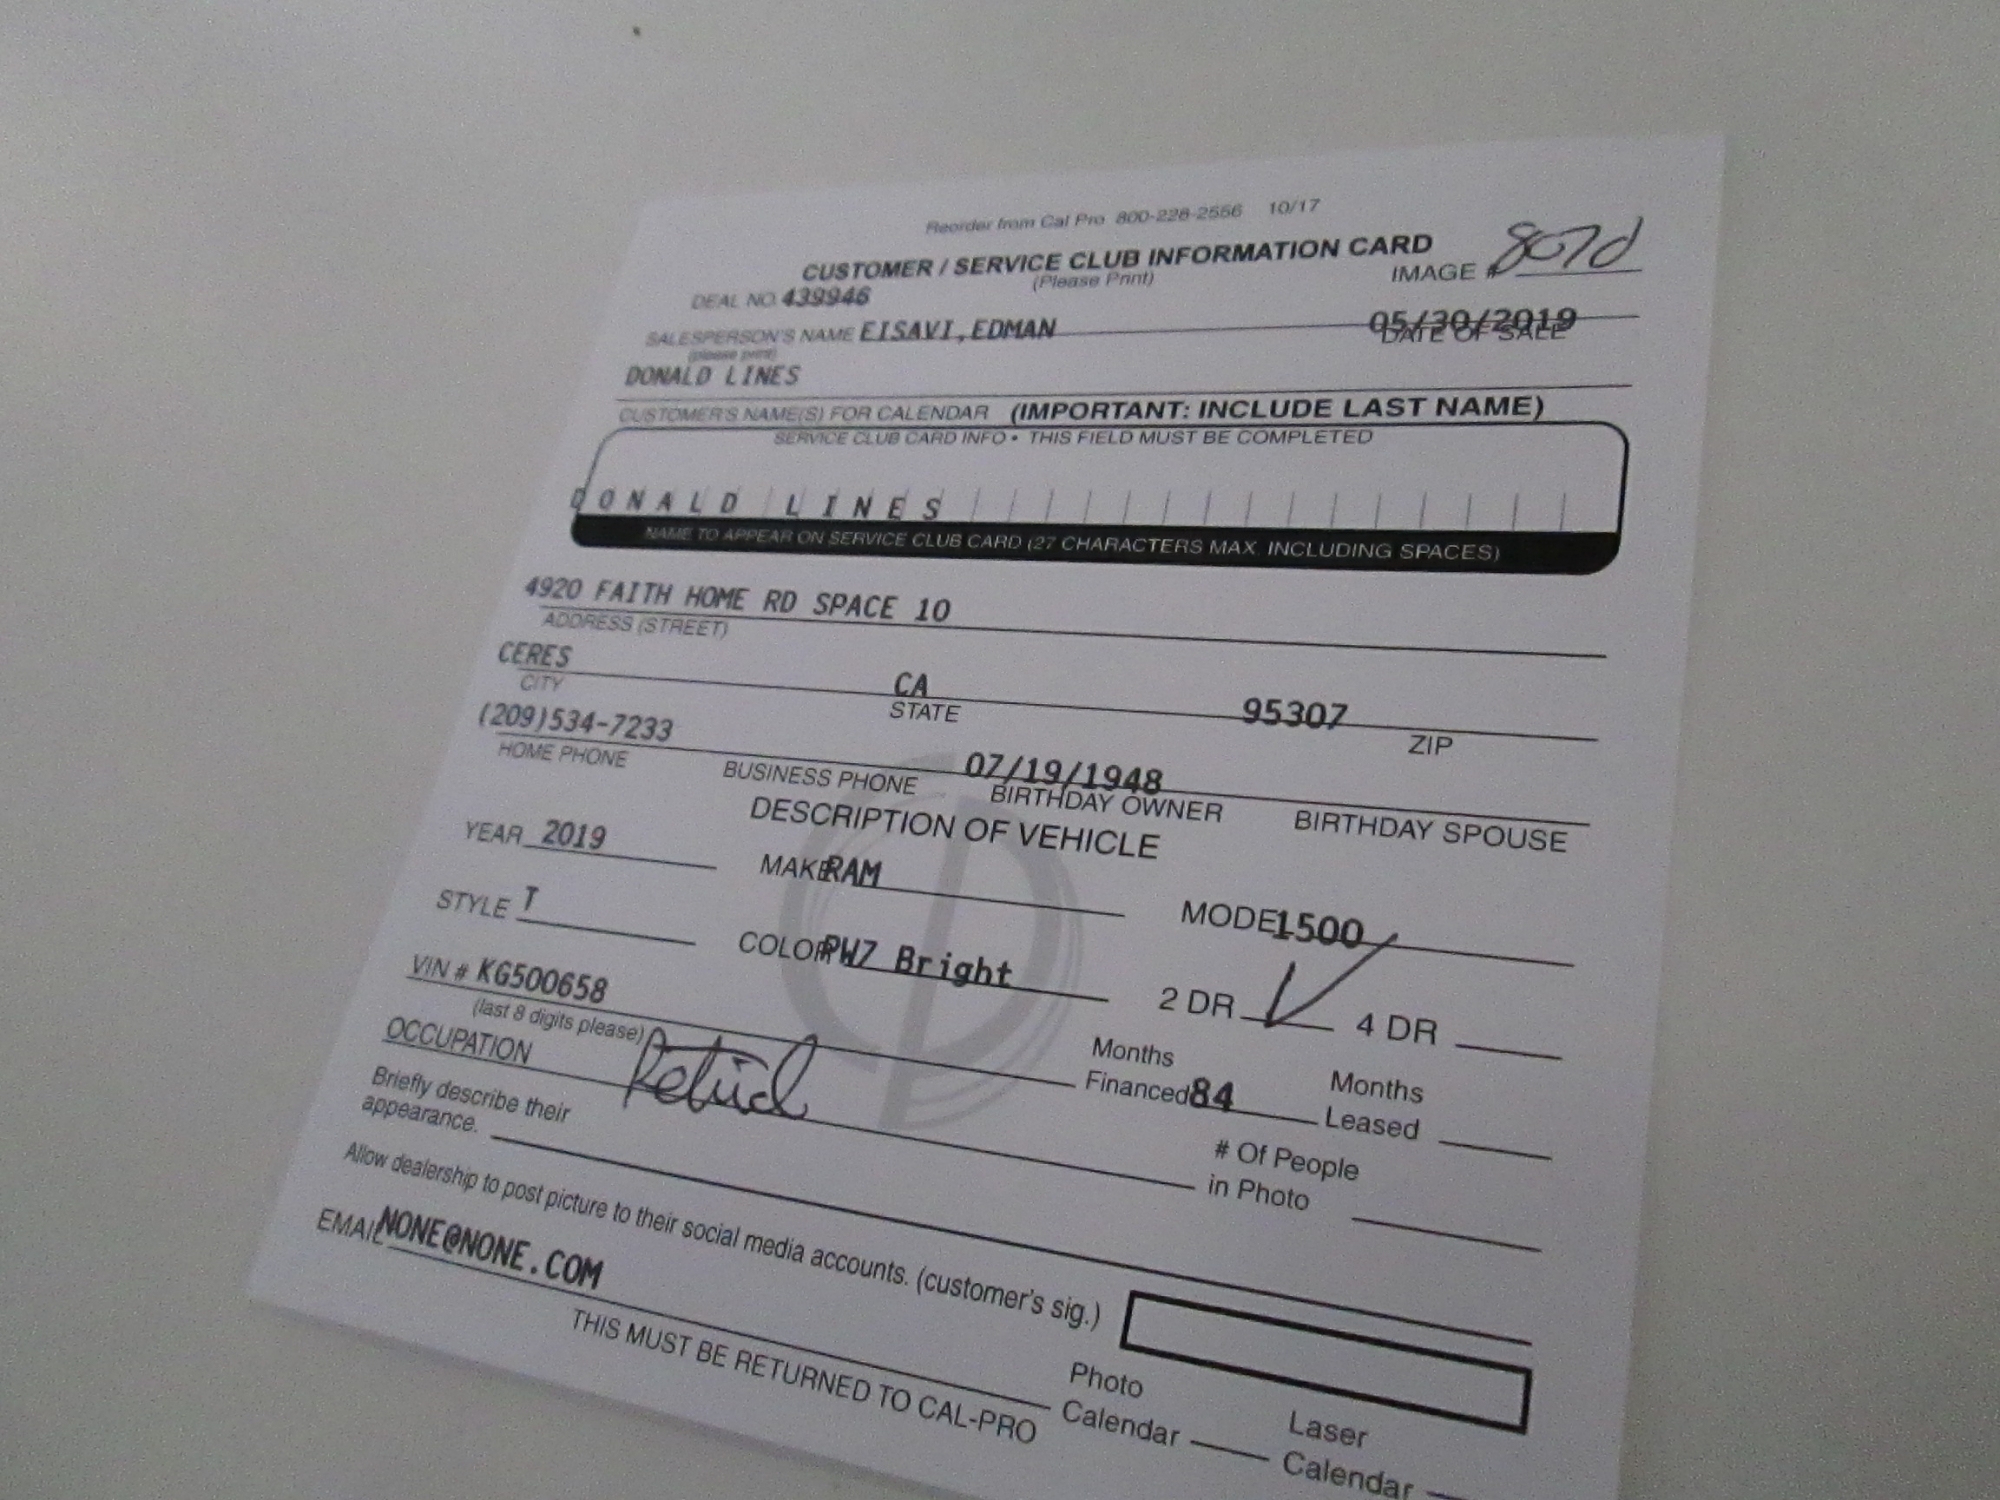 Reorder from Cal Pro 800-228-2556 10/17
CUSTOMER / SERVICE CLUB INFORMATION CARD
(Please Print)
IMAGE #
DEAL NO. 439946
SALESPERSON'S NAME EISAVI,EDMAN 05/30/2019
(please print) DATE OF SALE
DONALD LINES
CUSTOMER'S NAME(S) FOR CALENDAR (IMPORTANT: INCLUDE LAST NAME)
SERVICE CLUB CARD INFO • THIS FIELD MUST BE COMPLETED
DONALD LINES
NAME TO APPEAR ON SERVICE CLUB CARD (27 CHARACTERS MAX. INCLUDING SPACES)
4920 FAITH HOME RD SPACE 10
ADDRESS (STREET)
CERES CA 95307
CITY STATE ZIP
(209)534-7233 07/19/1948
HOME PHONE BUSINESS PHONE BIRTHDAY OWNER BIRTHDAY SPOUSE
DESCRIPTION OF VEHICLE
YEAR 2019 MAKE RAM MODEL 1500
STYLE T COLOR PW7 Bright 2 DR ✓ 4 DR
VIN # KG500658
(last 8 digits please)
Months Financed 84 Months Leased
OCCUPATION Retired
# Of People in Photo
Briefly describe their
appearance.
Allow dealership to post picture to their social media accounts. (customer's sig.)
EMAIL NONE@NONE.COM
THIS MUST BE RETURNED TO CAL-PRO
Photo Calendar Laser Calendar